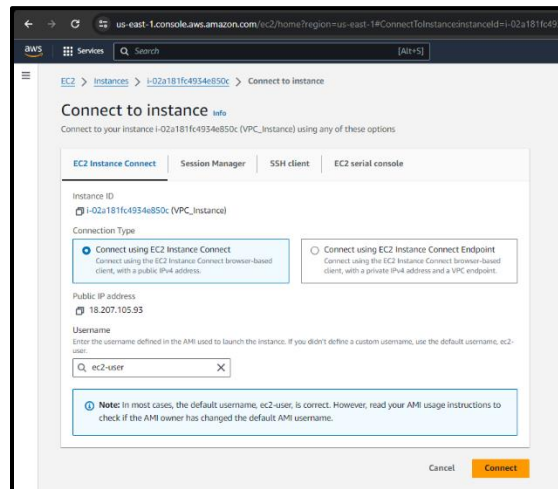 us-east-1.console.aws.amazon.com/ec2/home?region=us-east-1#ConnectToInstance:instanceId=i-02a181fc49
aws
Services
Search
[Alt+S]
EC2 > Instances > i-02a181fc4934e850c > Connect to instance
Connect to instance Info
Connect to your instance i-02a181fc4934e850c (VPC_Instance) using any of these options
EC2 Instance Connect
Session Manager
SSH client
EC2 serial console
Instance ID
i-02a181fc4934e850c (VPC_Instance)
Connection Type
Connect using EC2 Instance Connect
Connect using the EC2 Instance Connect browser-based
client, with a public IPv4 address.
Connect using EC2 Instance Connect Endpoint
Connect using the EC2 Instance Connect browser-based
client, with a private IPv4 address and a VPC endpoint.
Public IP address
18.207.105.93
Username
Enter the username defined in the AMI used to launch the instance. If you didn't define a custom username, use the default username, ec2-
user.
ec2-user
Note: In most cases, the default username, ec2-user, is correct. However, read your AMI usage instructions to
check if the AMI owner has changed the default AMI username.
Cancel
Connect